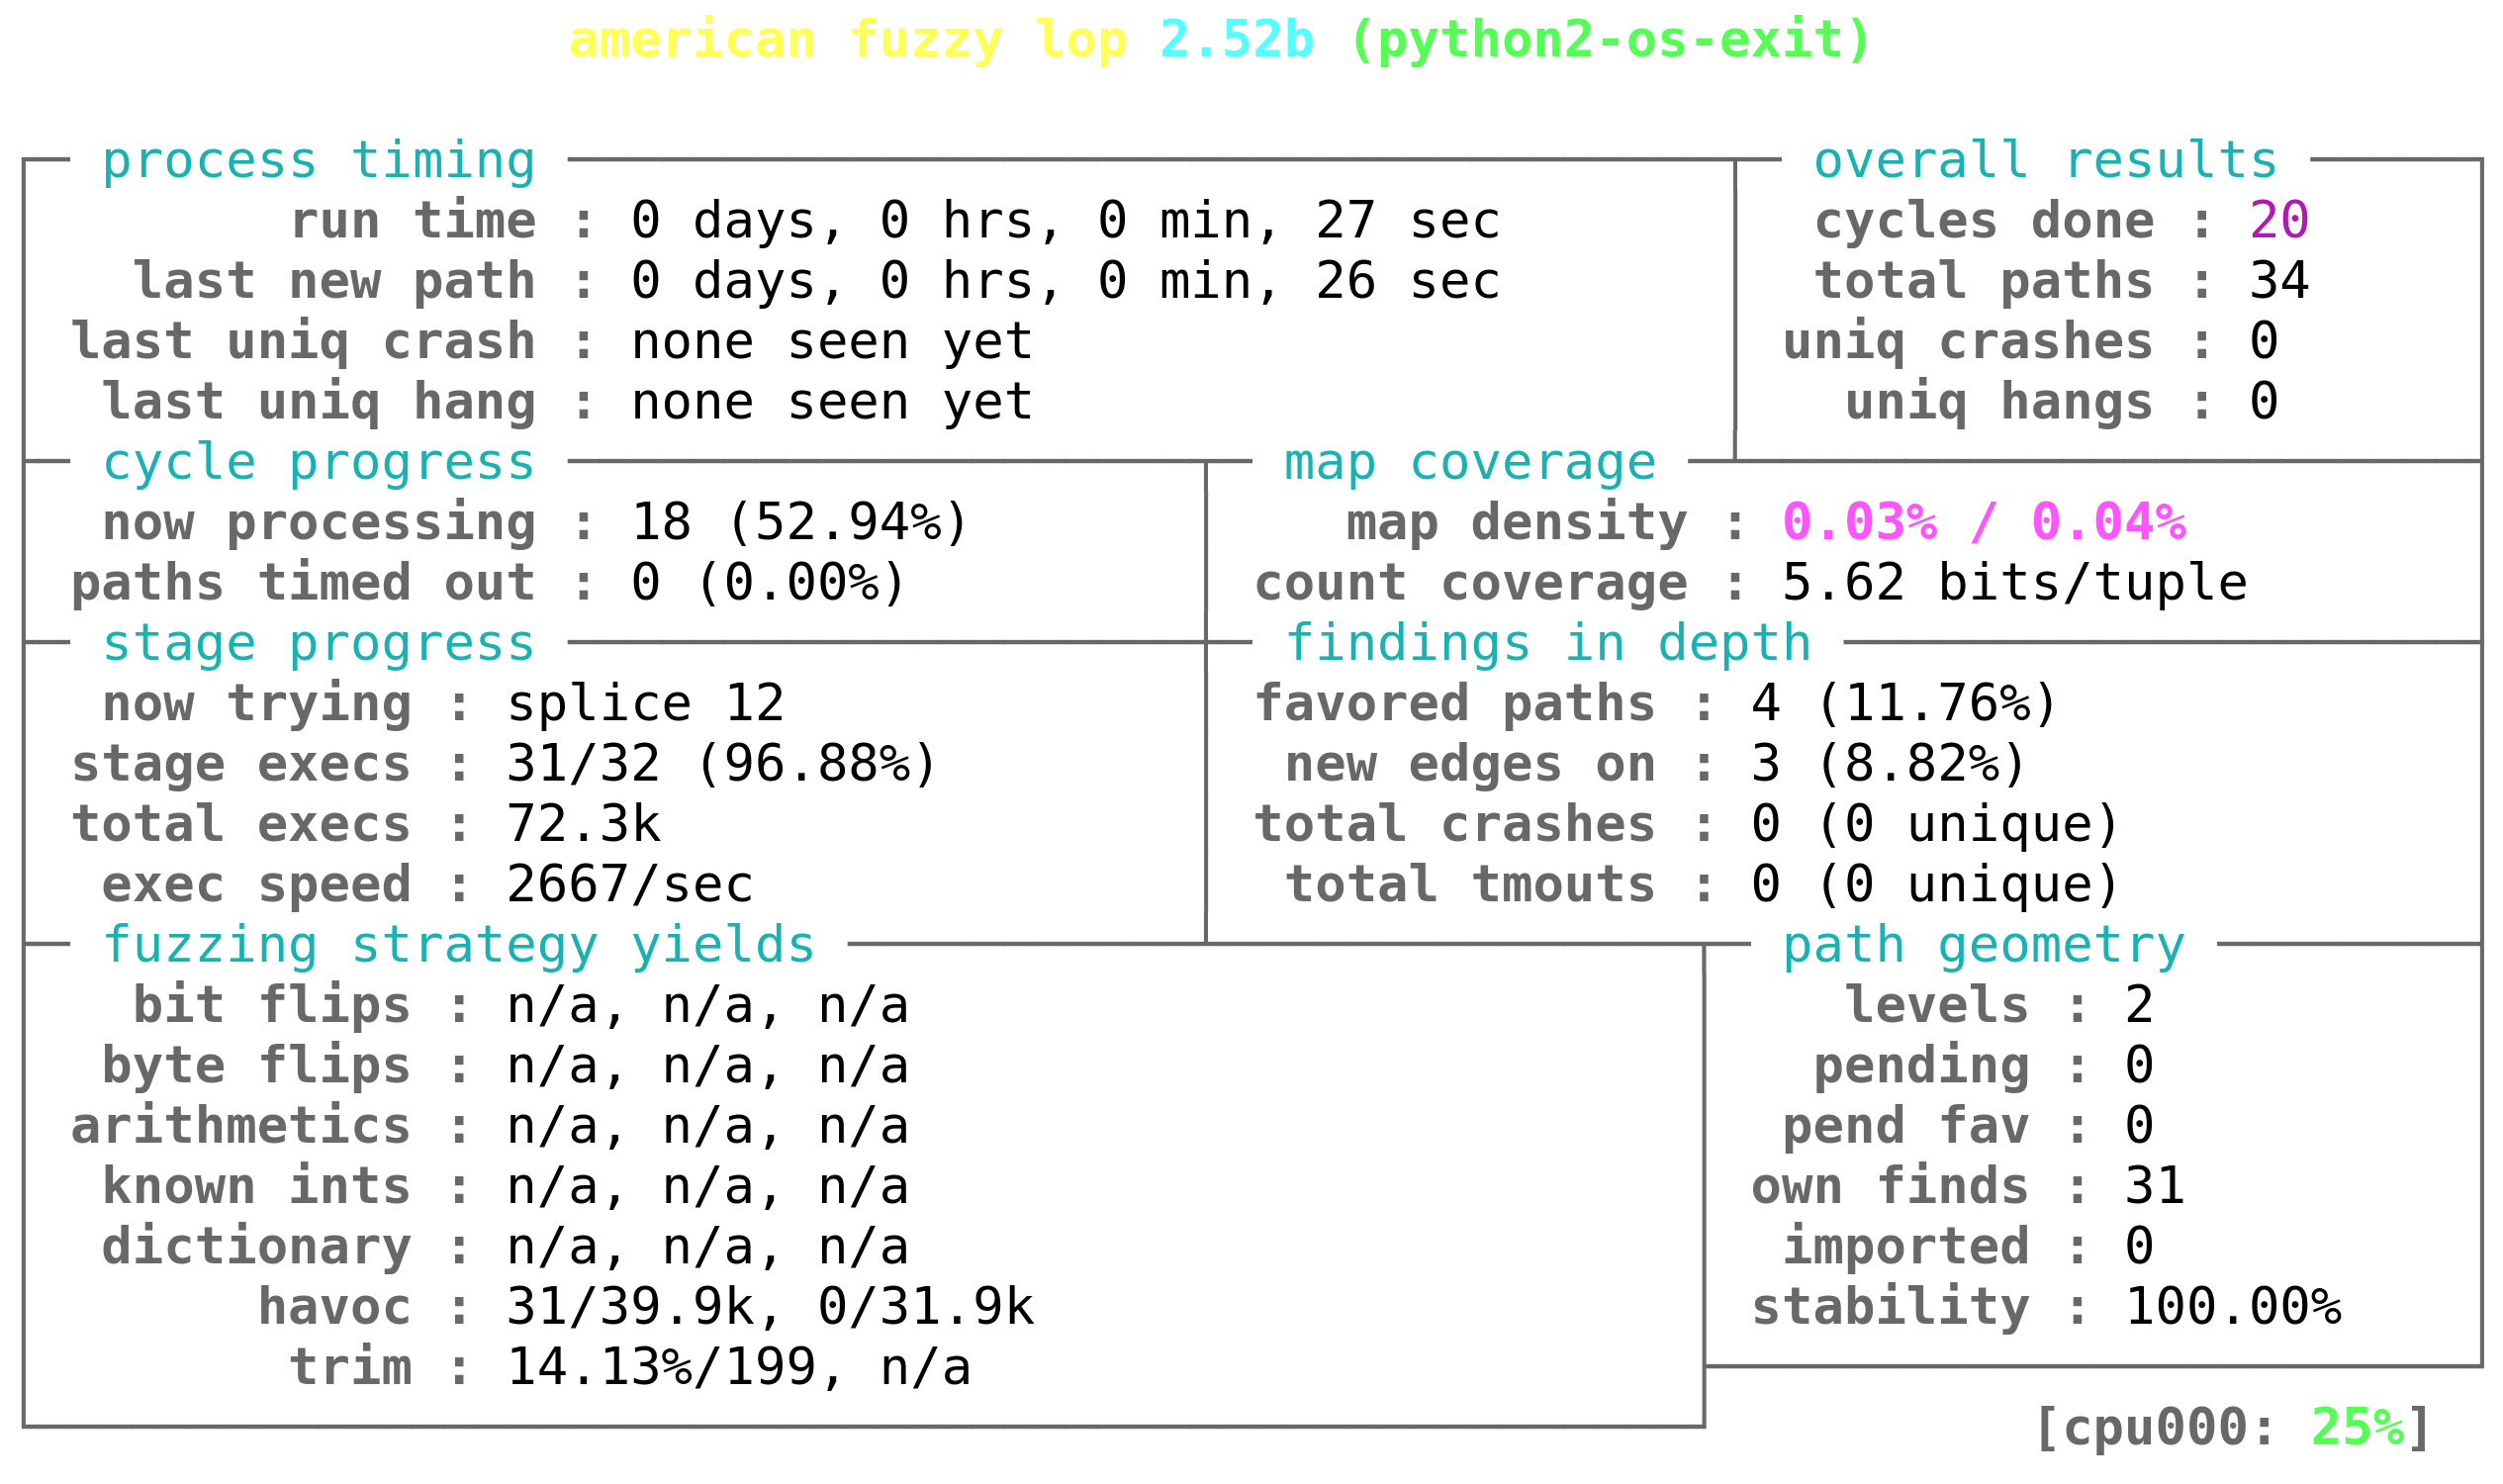 american fuzzy lop 2.52b (python2-os-exit)
process timing overall results
run time : 0 days, 0 hrs, 0 min, 27 sec cycles done : 20
last new path : 0 days, 0 hrs, 0 min, 26 sec total paths : 34
last uniq crash : none seen yet uniq crashes : 0
last uniq hang : none seen yet uniq hangs : 0
cycle progress map coverage
now processing : 18 (52.94%) map density : 0.03% / 0.04%
paths timed out : 0 (0.00%) count coverage : 5.62 bits/tuple
stage progress findings in depth
now trying : splice 12 favored paths : 4 (11.76%)
stage execs : 31/32 (96.88%) new edges on : 3 (8.82%)
total execs : 72.3k total crashes : 0 (0 unique)
exec speed : 2667/sec total tmouts : 0 (0 unique)
fuzzing strategy yields path geometry
bit flips : n/a, n/a, n/a levels : 2
byte flips : n/a, n/a, n/a pending : 0
arithmetics : n/a, n/a, n/a pend fav : 0
known ints : n/a, n/a, n/a own finds : 31
dictionary : n/a, n/a, n/a imported : 0
havoc : 31/39.9k, 0/31.9k stability : 100.00%
trim : 14.13%/199, n/a
[cpu000: 25%]